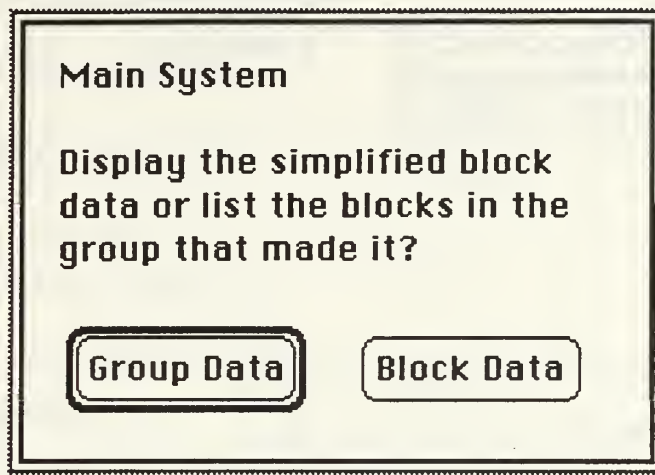 Main System
Display the simplified block
data or list the blocks in the
group that made it?
Group Data
Block Data